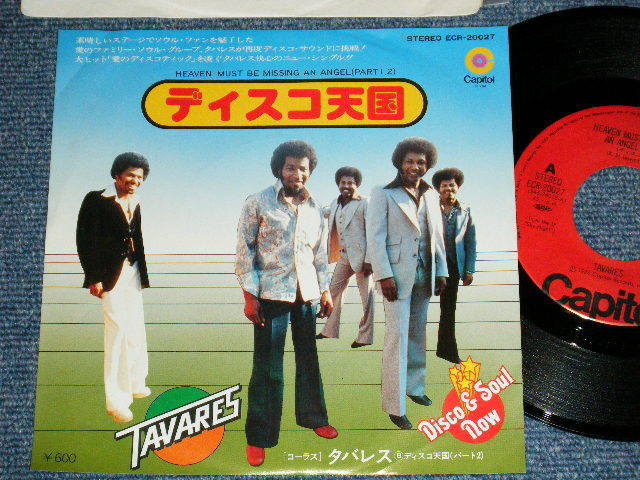 素晴しいステージでソウル・ファンを魅了した
愛のファミリー・ソウル・グループ、タバレスが再度ディスコ・サウンドに挑戦!
大ヒット「愛のディスコティック」を凌ぐタバレス快心のニュー・シングル!!
STEREO ECR-20027
Capitol
HEAVEN MUST BE MISSING AN ANGEL (PART 1, 2)
ディスコ天国
TAVARES
Disco & Soul Now
¥600
[コーラス] タバレス Ⓑディスコ天国(パート2)
HEAVEN MUS
AN ANGEL
A
STEREO
ECR-20027
TAVARES
Capitol